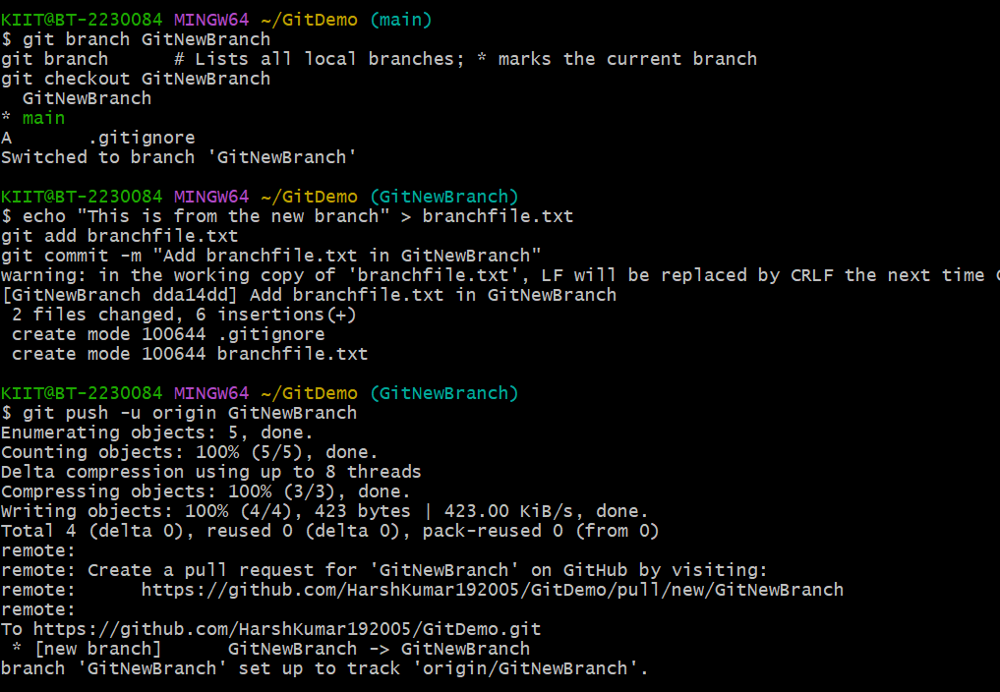 KIIT@BT-2230084 MINGW64 ~/GitDemo (main)
$ git branch GitNewBranch
git branch      # Lists all local branches; * marks the current branch
git checkout GitNewBranch
  GitNewBranch
* main
A       .gitignore
Switched to branch 'GitNewBranch'

KIIT@BT-2230084 MINGW64 ~/GitDemo (GitNewBranch)
$ echo "This is from the new branch" > branchfile.txt
git add branchfile.txt
git commit -m "Add branchfile.txt in GitNewBranch"
warning: in the working copy of 'branchfile.txt', LF will be replaced by CRLF the next time
[GitNewBranch dda14dd] Add branchfile.txt in GitNewBranch
 2 files changed, 6 insertions(+)
 create mode 100644 .gitignore
 create mode 100644 branchfile.txt

KIIT@BT-2230084 MINGW64 ~/GitDemo (GitNewBranch)
$ git push -u origin GitNewBranch
Enumerating objects: 5, done.
Counting objects: 100% (5/5), done.
Delta compression using up to 8 threads
Compressing objects: 100% (3/3), done.
Writing objects: 100% (4/4), 423 bytes | 423.00 KiB/s, done.
Total 4 (delta 0), reused 0 (delta 0), pack-reused 0 (from 0)
remote:
remote: Create a pull request for 'GitNewBranch' on GitHub by visiting:
remote:      https://github.com/HarshKumar192005/GitDemo/pull/new/GitNewBranch
remote:
To https://github.com/HarshKumar192005/GitDemo.git
 * [new branch]      GitNewBranch -> GitNewBranch
branch 'GitNewBranch' set up to track 'origin/GitNewBranch'.